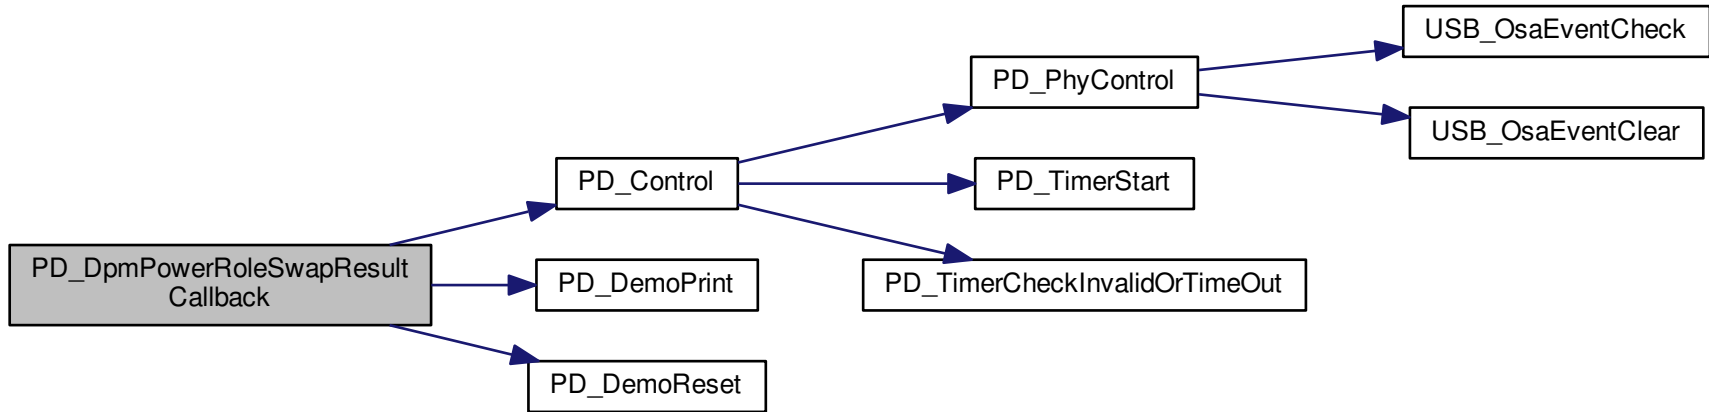 PD_DpmPowerRoleSwapResult
Callback
PD_Control
PD_DemoPrint
PD_DemoReset
PD_PhyControl
PD_TimerStart
PD_TimerCheckInvalidOrTimeOut
USB_OsaEventCheck
USB_OsaEventClear